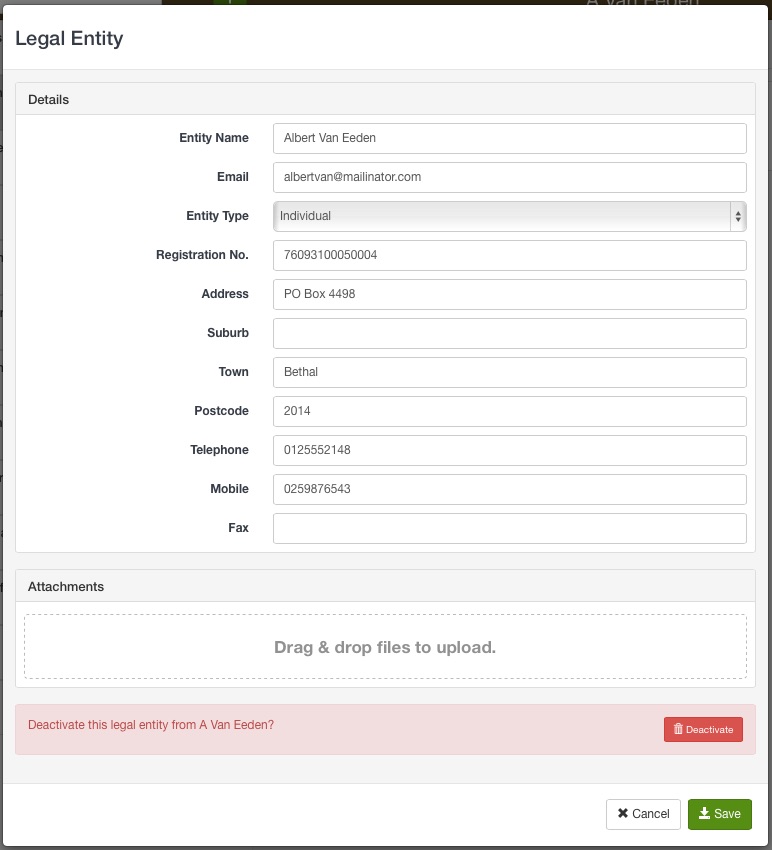 A Van Eeden
Legal Entity
Details
Entity Name Albert Van Eeden
Email albertvan@mailinator.com
Entity Type Individual
Registration No. 76093100050004
Address PO Box 4498
Suburb
Town Bethal
Postcode 2014
Telephone 0125552148
Mobile 0259876543
Fax
Attachments
Drag & drop files to upload.
Deactivate this legal entity from A Van Eeden? Deactivate
Cancel Save